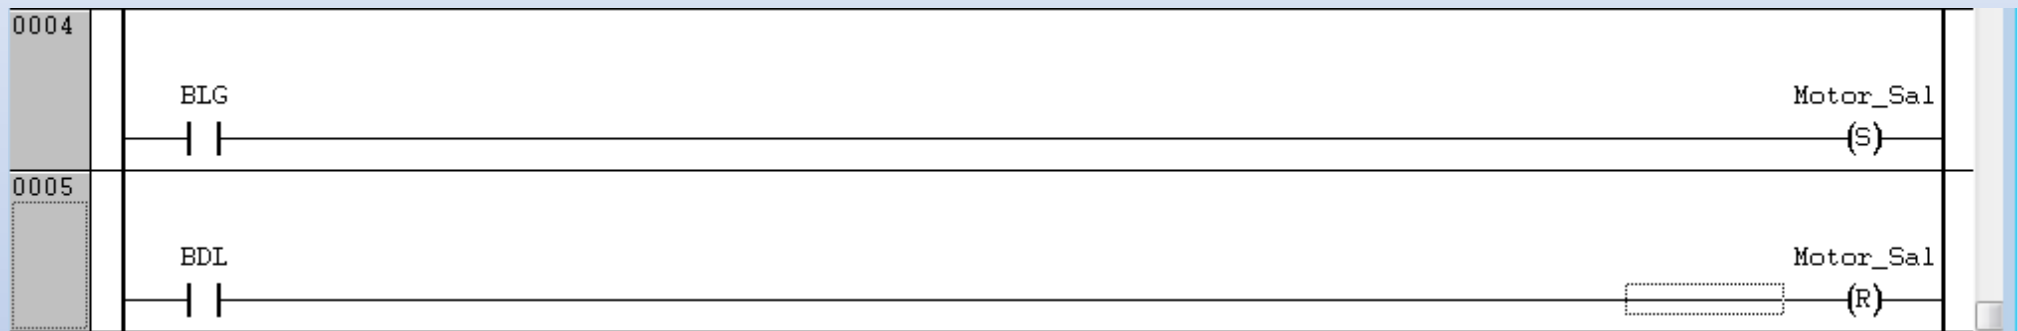 0004
BLG
Motor_Sal
(S)
0005
BDL
Motor_Sal
(R)